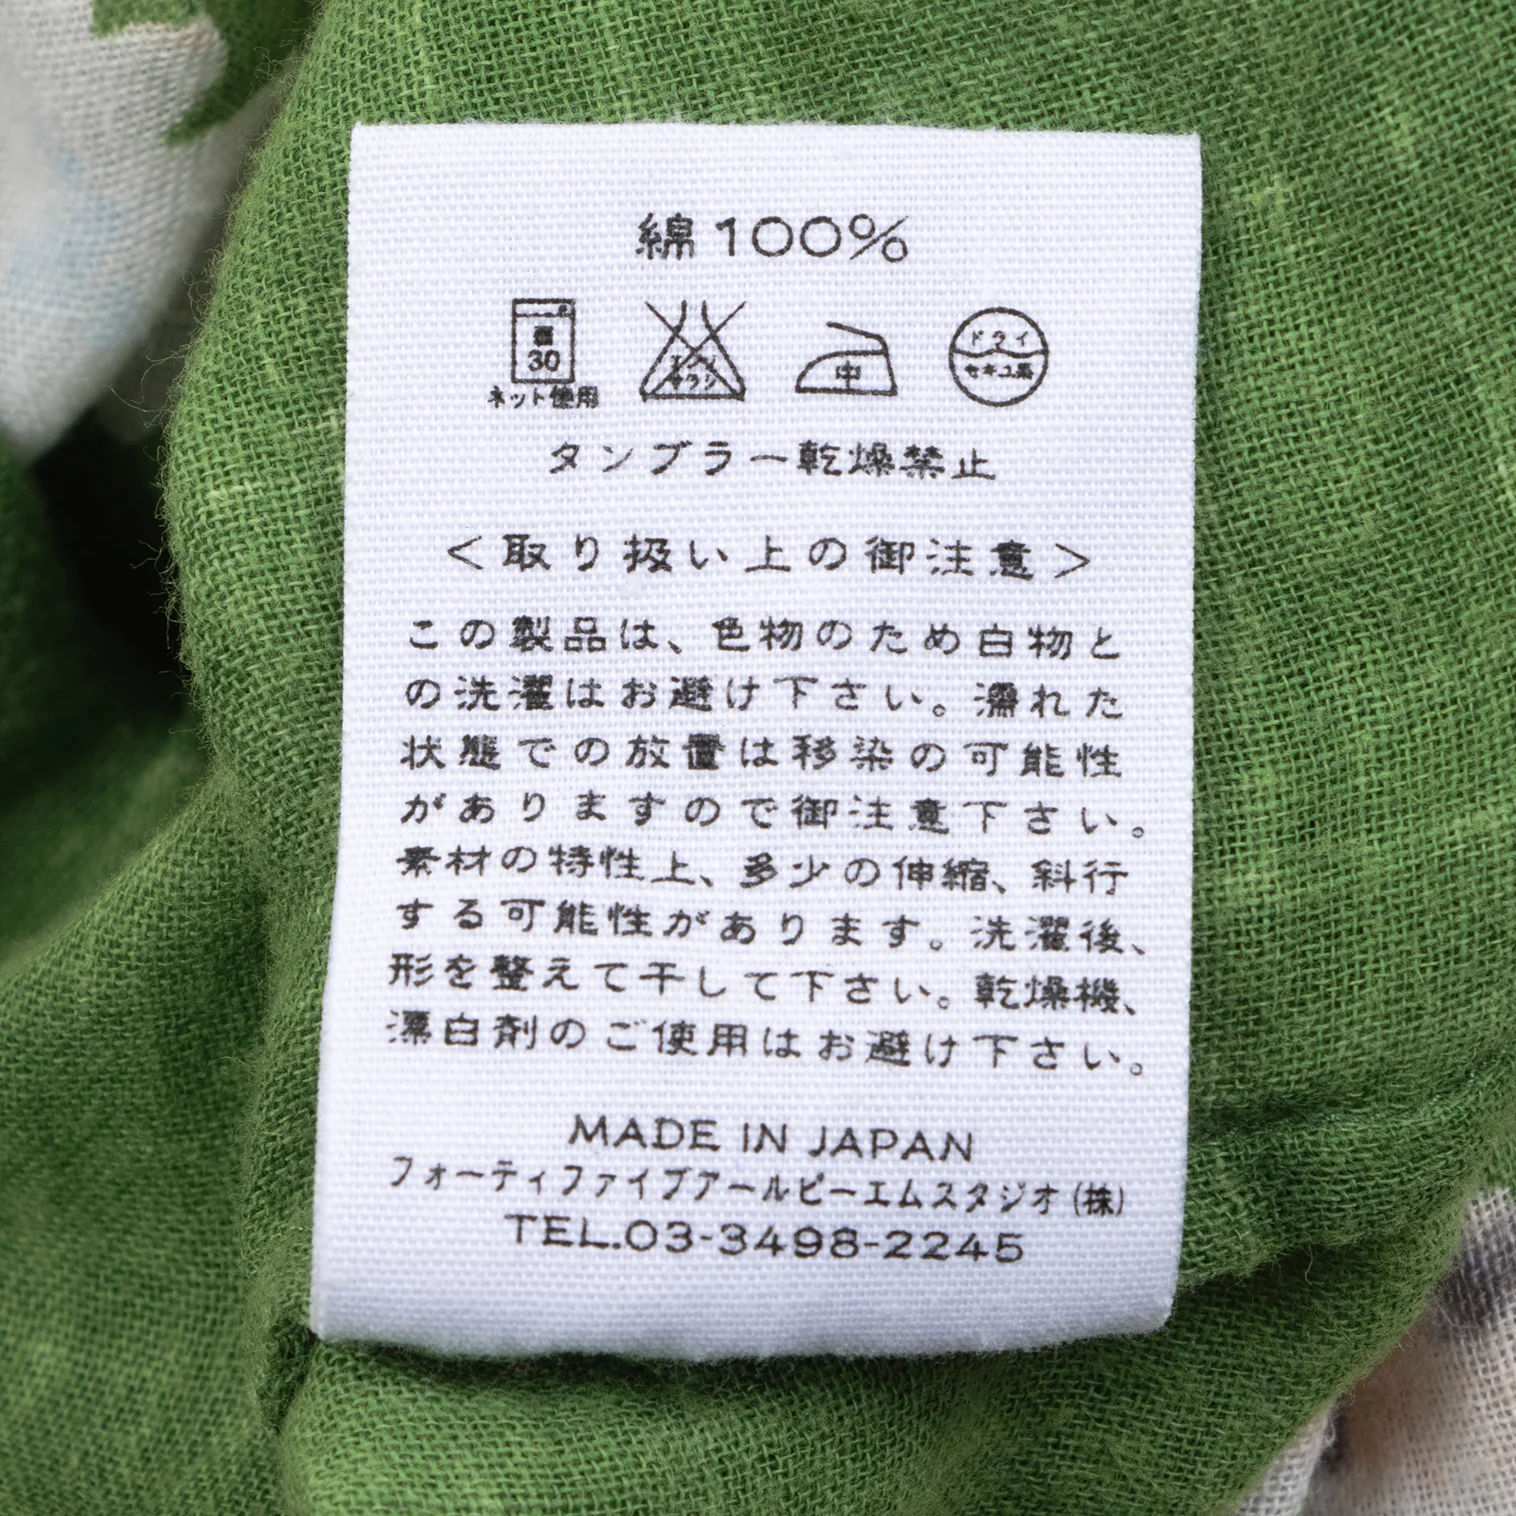 綿100%
弱
30
ネット使用
エンソ
サラシ
中
ドライ
セキユ系
タンブラー乾燥禁止
<取り扱い上の御注意>
この製品は、色物のため白物と
の洗濯はお避け下さい。濡れた
状態での放置は移染の可能性
がありますので御注意下さい。
素材の特性上、多少の伸縮、斜行
する可能性があります。洗濯後、
形を整えて干して下さい。乾燥機、
漂白剤のご使用はお避け下さい。
MADE IN JAPAN
フォーティファイブアールピーエムスタジオ(株)
TEL.03-3498-2245